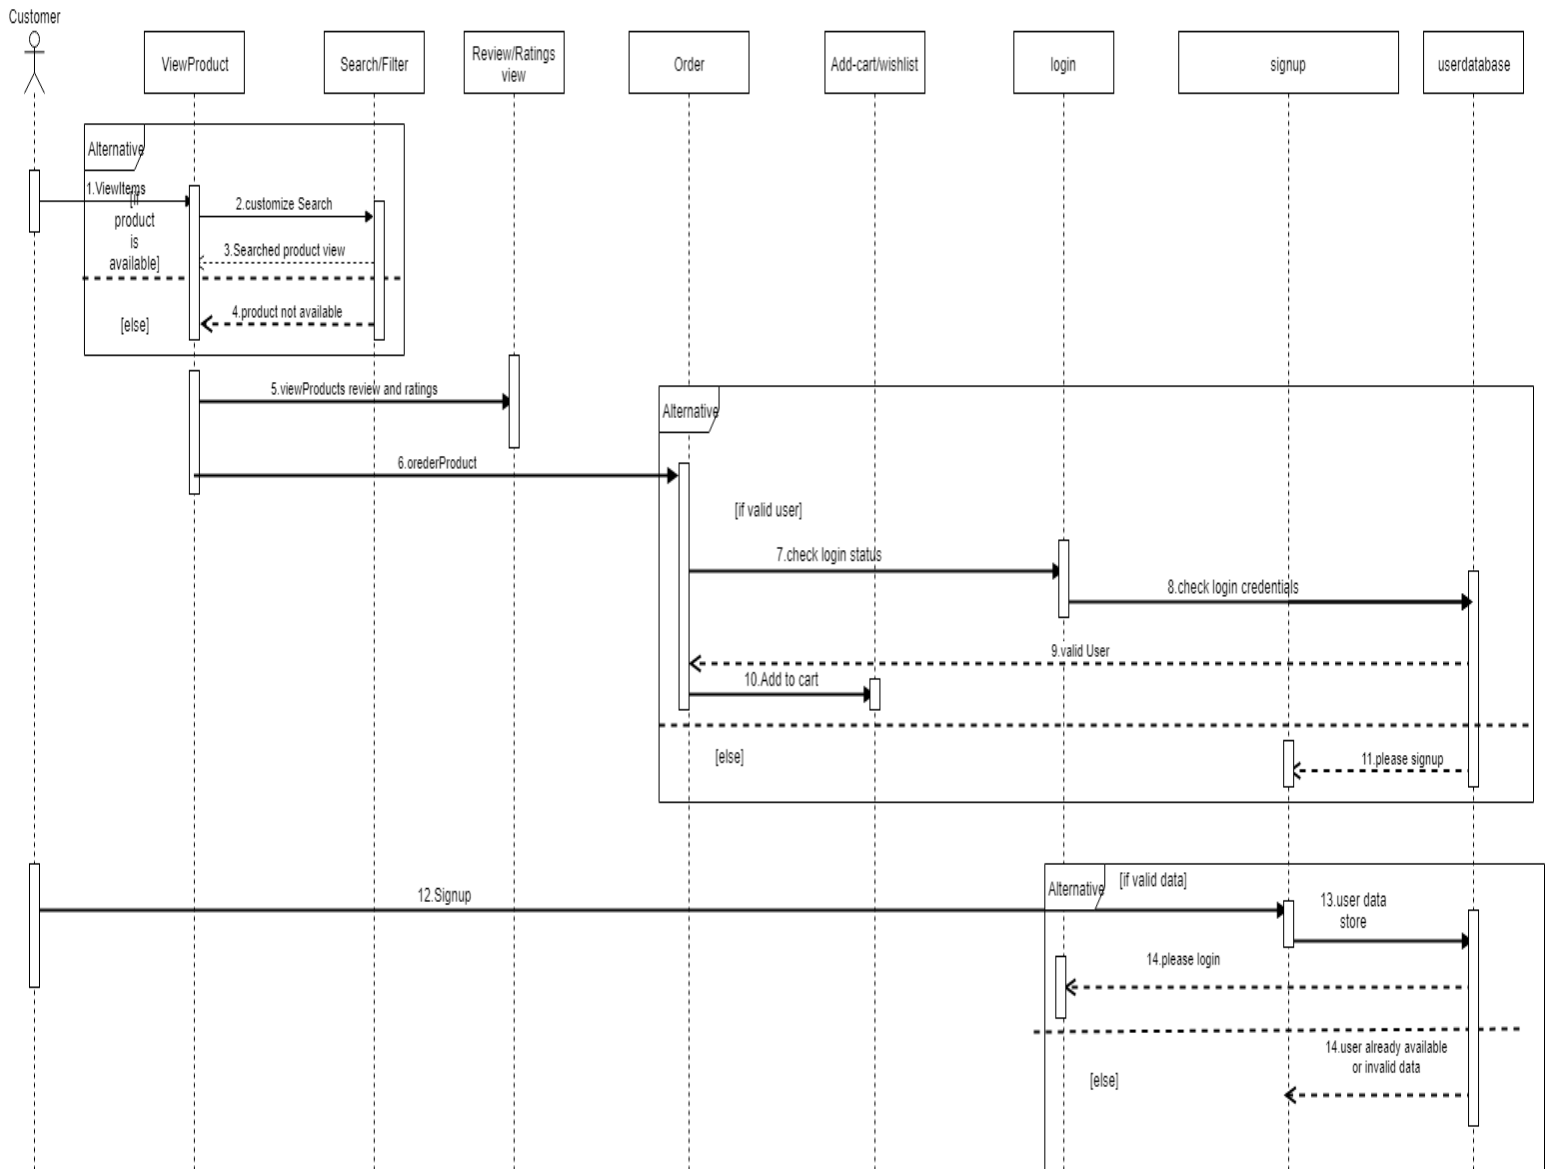 Customer
ViewProduct
Search/Filter
Review/Ratings
view
Order
Add-cart/wishlist
login
signup
userdatabase
Alternative
1.ViewItems
[if
product
is
available]
2.customize Search
3.Searched product view
4.product not available
[else]
5.viewProducts review and ratings
Alternative
6.orederProduct
[if valid user]
7.check login status
8.check login credentials
9.valid User
10.Add to cart
[else]
11.please signup
Alternative
[if valid data]
12.Signup
13.user data
store
14.please login
14.user already available
or invalid data
[else]